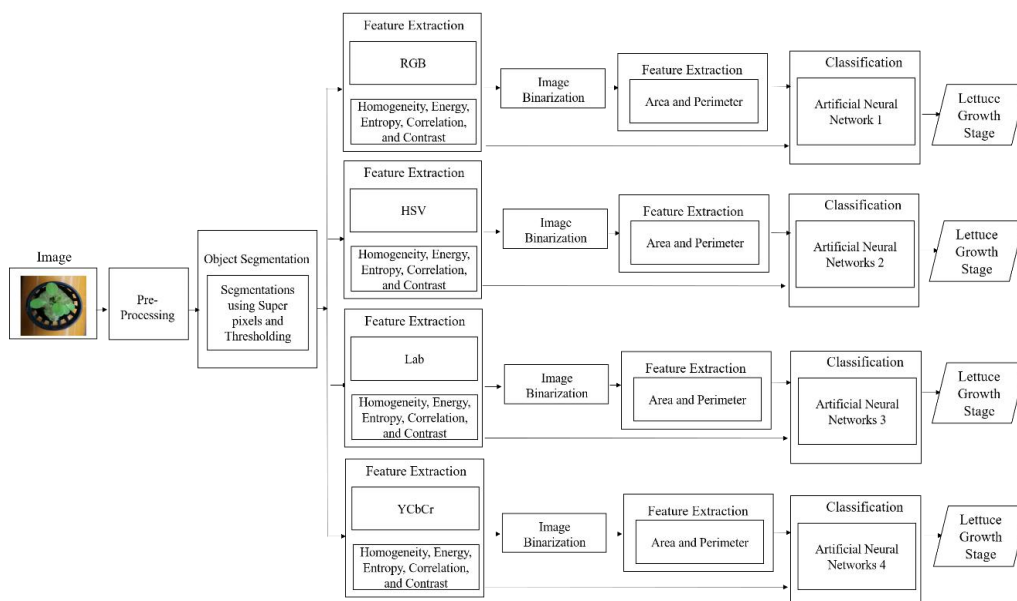 Image
Pre-
Processing
Object Segmentation
Segmentations
using Super
pixels and
Thresholding
Feature Extraction
RGB
Homogeneity, Energy,
Entropy, Correlation,
and Contrast
Image
Binarization
Feature Extraction
Area and Perimeter
Classification
Artificial Neural
Network 1
Lettuce
Growth
Stage
Feature Extraction
HSV
Homogeneity, Energy,
Entropy, Correlation,
and Contrast
Image
Binarization
Feature Extraction
Area and Perimeter
Classification
Artificial Neural
Networks 2
Lettuce
Growth
Stage
Feature Extraction
Lab
Homogeneity, Energy,
Entropy, Correlation,
and Contrast
Image
Binarization
Feature Extraction
Area and Perimeter
Classification
Artificial Neural
Networks 3
Lettuce
Growth
Stage
Feature Extraction
YCbCr
Homogeneity, Energy,
Entropy, Correlation,
and Contrast
Image
Binarization
Feature Extraction
Area and Perimeter
Classification
Artificial Neural
Networks 4
Lettuce
Growth
Stage